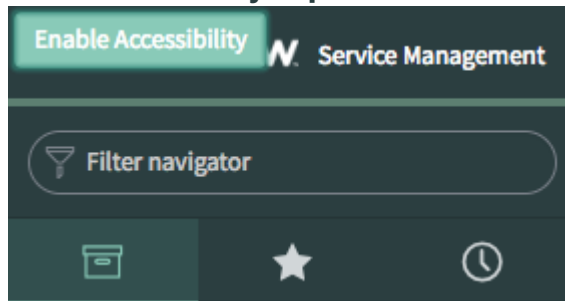 Enable Accessibility
W. Service Management
Filter navigator